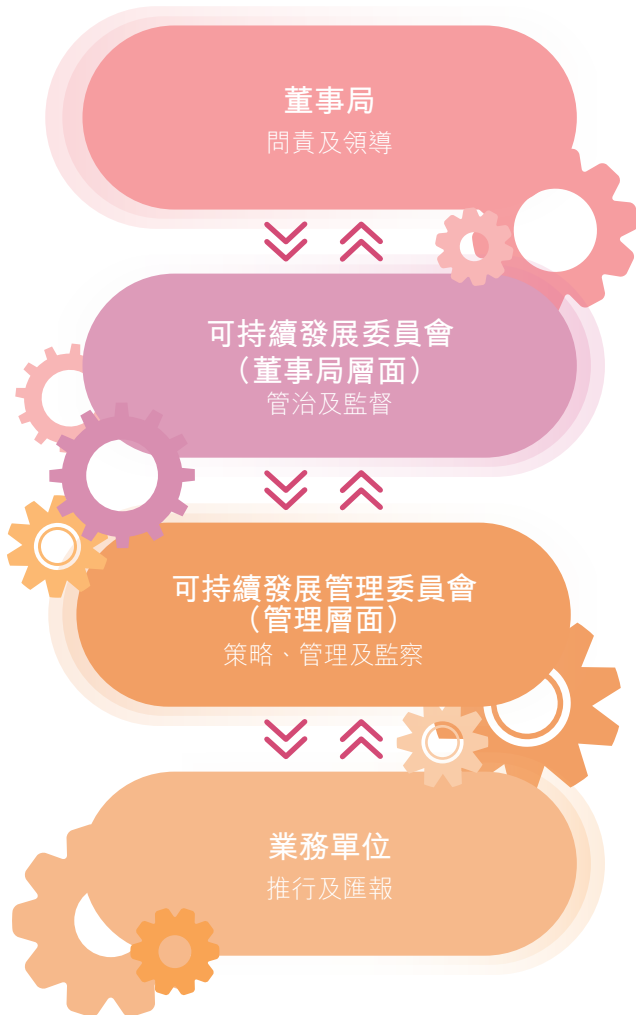 董事局
問責及領導
可持續發展委員會
（董事局層面）
管治及監督
可持續發展管理委員會
（管理層面）
策略、管理及監察
業務單位
推行及匯報